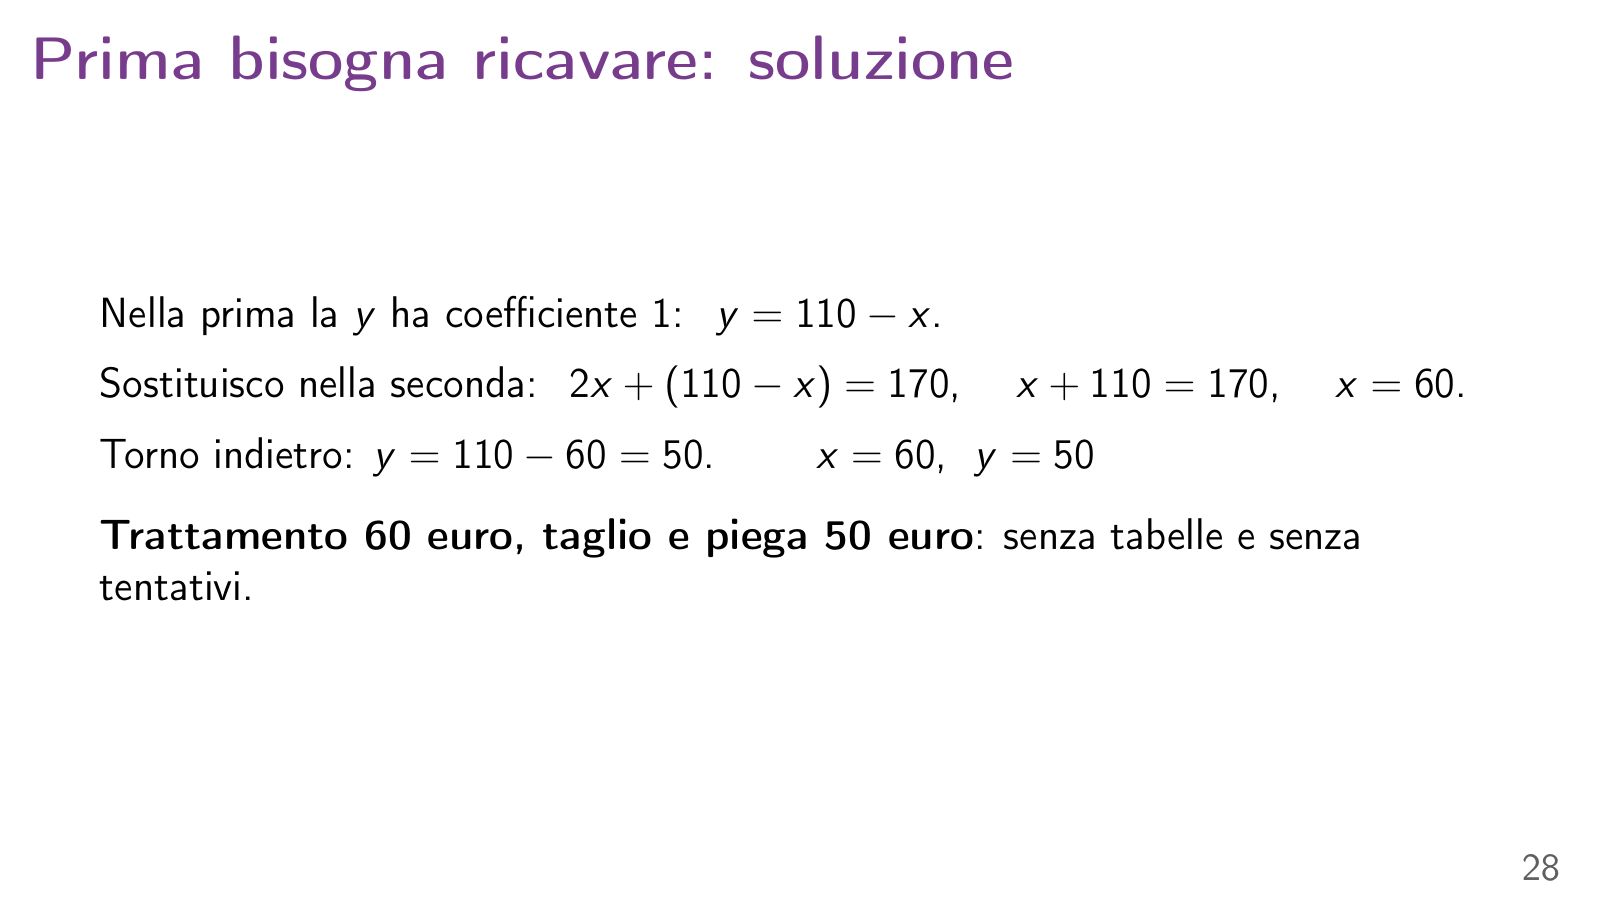 Prima bisogna ricavare: soluzione
Nella prima la y ha coefficiente 1: y = 110 − x.
Sostituisco nella seconda: 2x + (110 − x) = 170, x + 110 = 170, x = 60.
Torno indietro: y = 110 − 60 = 50. x = 60, y = 50
Trattamento 60 euro, taglio e piega 50 euro: senza tabelle e senza
tentativi.
28